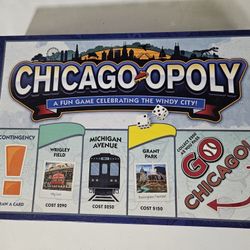 CHICAGO-OPOLY
A FUN GAME CELEBRATING THE WINDY CITY!
CONTINGENCY
!
DRAW A CARD
WRIGLEY
FIELD
COST $290
MICHIGAN
AVENUE
COST $250
GRANT
PARK
COST $150
GO
CHICAGO!